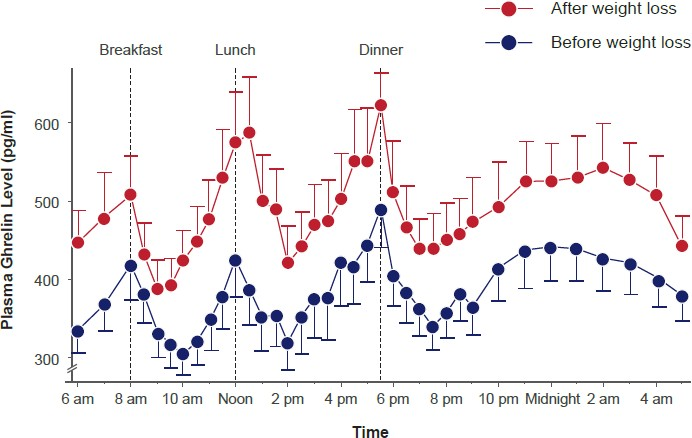 After weight loss
Before weight loss
Breakfast Lunch Dinner
Plasma Ghrelin Level (pg/ml)
600
500
400
300
6 am 8 am 10 am Noon 2 pm 4 pm 6 pm 8 pm 10 pm Midnight 2 am 4 am
Time